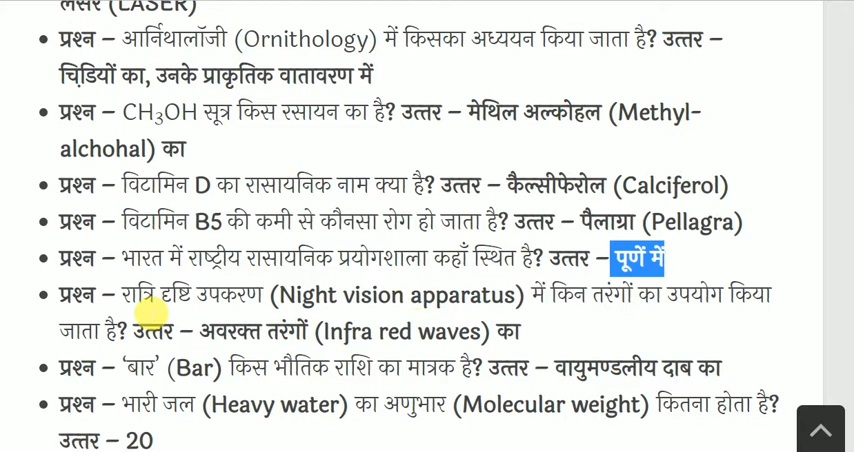 लेसर (LASER)
प्रश्न – आर्निथालॉजी (Ornithology) में किसका अध्ययन किया जाता है? उत्तर –
चिडि़यों का, उनके प्राकृतिक वातावरण में
प्रश्न – CH₃OH सूत्र किस रसायन का है? उत्तर – मेथिल अल्कोहल (Methyl-
alchohal) का
प्रश्न – विटामिन D का रासायनिक नाम क्या है? उत्तर – कैल्सीफेरोल (Calciferol)
प्रश्न – विटामिन B5 की कमी से कौनसा रोग हो जाता है? उत्तर – पैलाग्रा (Pellagra)
प्रश्न – भारत में राष्ट्रीय रासायनिक प्रयोगशाला कहाँ स्थित है? उत्तर – पूणें में
प्रश्न – रात्रि दृष्टि उपकरण (Night vision apparatus) में किन तरंगों का उपयोग किया
जाता है? उत्तर – अवरक्त तरंगों (Infra red waves) का
प्रश्न – ‘बार’ (Bar) किस भौतिक राशि का मात्रक है? उत्तर – वायुमण्डलीय दाब का
प्रश्न – भारी जल (Heavy water) का अणुभार (Molecular weight) कितना होता है?
उत्तर – 20